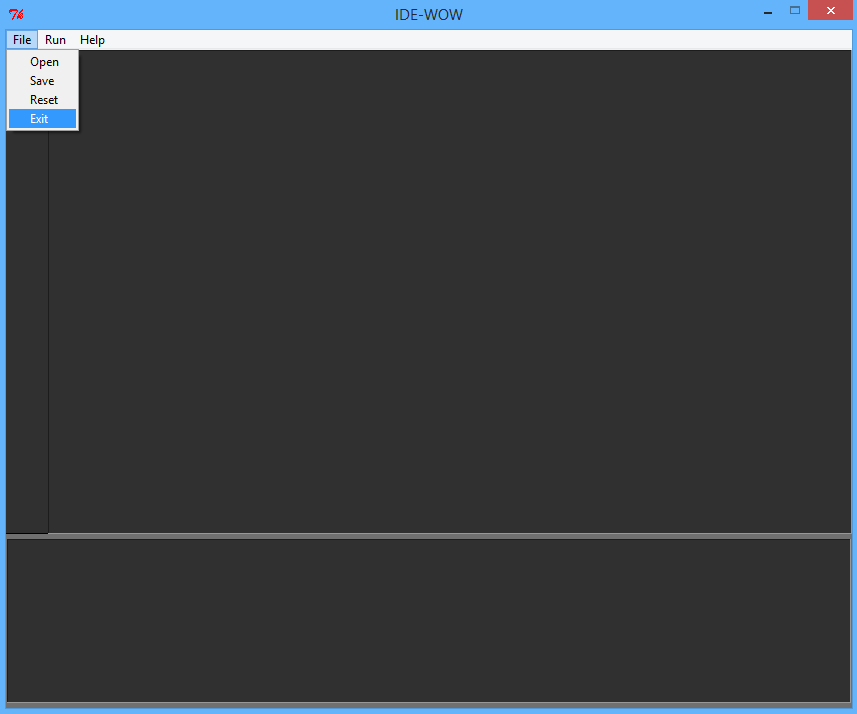 IDE-WOW
File Run Help
Open
Save
Reset
Exit